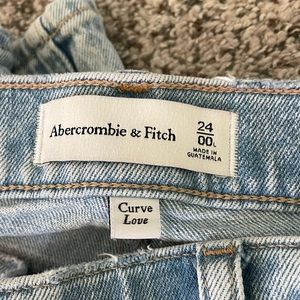 Abercrombie & Fitch
24
00L
MADE IN
GUATEMALA
Curve
Love